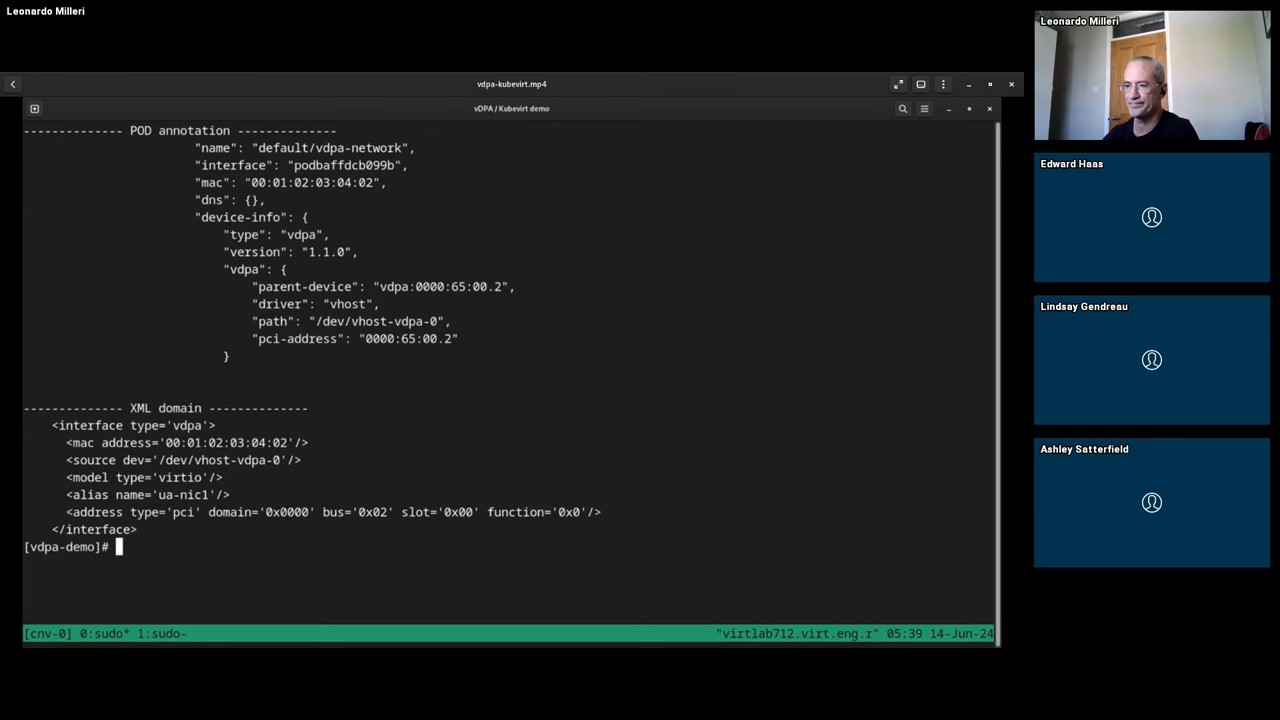 Leonardo Milleri
vdpa-kubevirt.mp4
vDPA / Kubevirt demo
-------------- POD annotation --------------
"name": "default/vdpa-network",
"interface": "podbaffdcb099b",
"mac": "00:01:02:03:04:02",
"dns": {},
"device-info": {
"type": "vdpa",
"version": "1.1.0",
"vdpa": {
"parent-device": "vdpa:0000:65:00.2",
"driver": "vhost",
"path": "/dev/vhost-vdpa-0",
"pci-address": "0000:65:00.2"
}
-------------- XML domain --------------
<interface type='vdpa'>
<mac address='00:01:02:03:04:02'/>
<source dev='/dev/vhost-vdpa-0'/>
<model type='virtio'/>
<alias name='ua-nic1'/>
<address type='pci' domain='0x0000' bus='0x02' slot='0x00' function='0x0'/>
</interface>
[vdpa-demo]#
[cnv-0] 0:sudo* 1:sudo- "virtlab712.virt.eng.r" 05:39 14-Jun-24
Leonardo Milleri
Edward Haas
Lindsay Gendreau
Ashley Satterfield